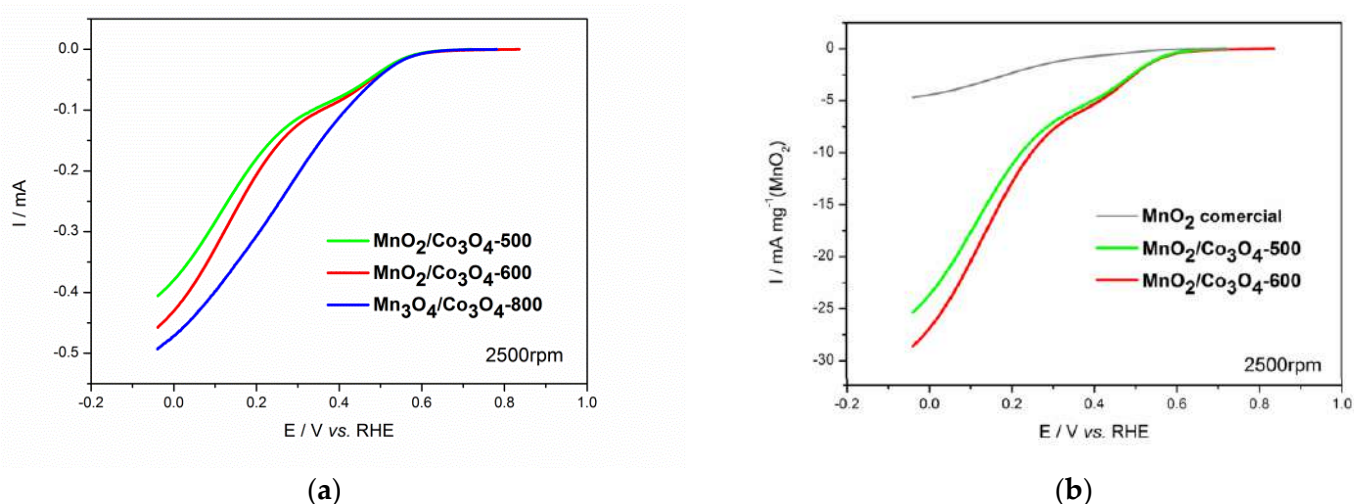 0.0
-0.1
-0.2
-0.3
-0.4
-0.5
I / mA
MnO₂/Co₃O₄-500
MnO₂/Co₃O₄-600
Mn₃O₄/Co₃O₄-800
2500rpm
-0.2 0.0 0.2 0.4 0.6 0.8 1.0
E / V vs. RHE
(a)
0
-5
-10
-15
-20
-25
-30
I / mA mg⁻¹(MnO₂)
MnO₂ comercial
MnO₂/Co₃O₄-500
MnO₂/Co₃O₄-600
2500rpm
-0.2 0.0 0.2 0.4 0.6 0.8 1.0
E / V vs. RHE
(b)